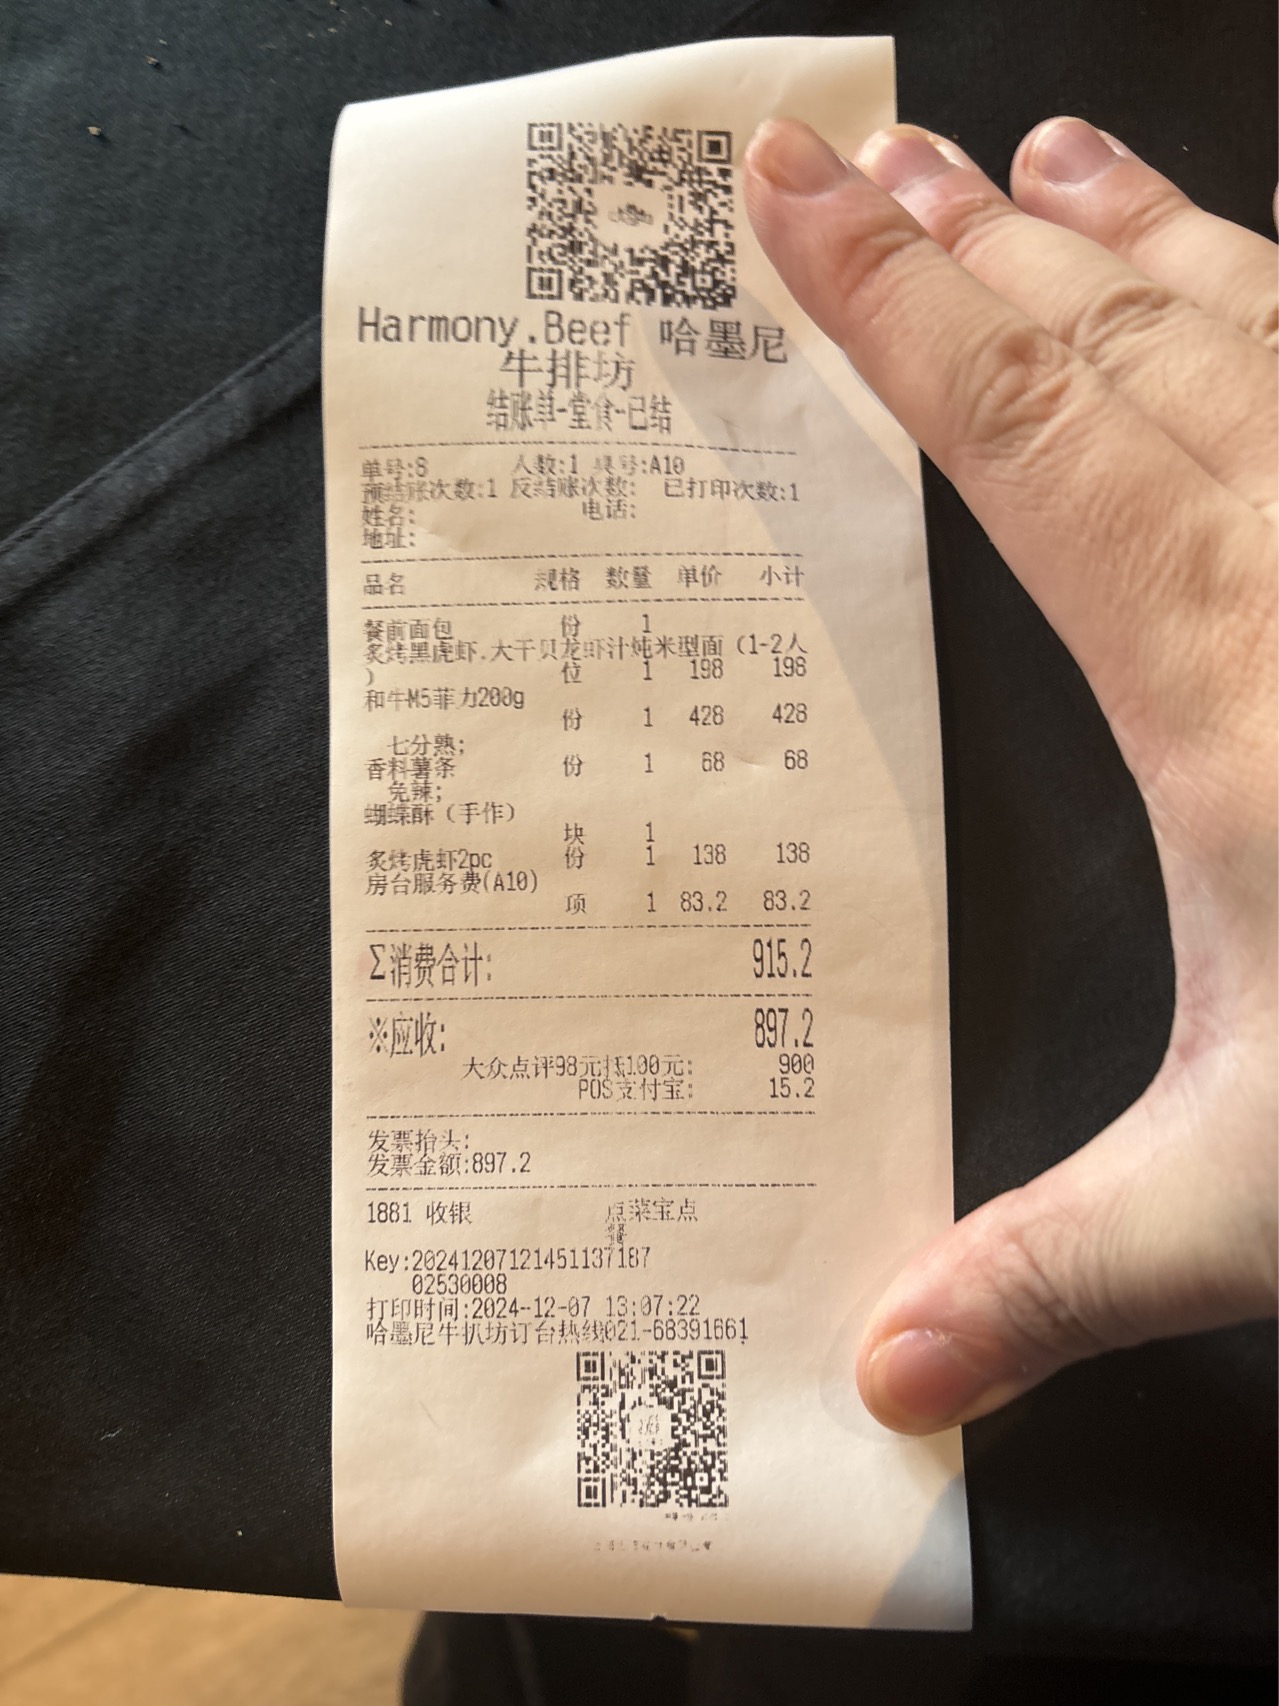 Harmony.Beef 哈墨尼
牛排坊
结账单-堂食-已结
单号:8 人数:1 桌号:A10
预结账次数:1 反结账次数: 已打印次数:1
姓名: 电话:
地址:
品名 规格 数量 单价 小计
餐前面包 份 1
炙烤黑虎虾.大干贝龙虾汁炖米型面(1-2人
) 位 1 198 198
和牛M5菲力200g
份 1 428 428
七分熟;
香料薯条 份 1 68 68
免辣;
蝴蝶酥(手作)
块 1
炙烤虎虾2pc 份 1 138 138
房台服务费(A10)
项 1 83.2 83.2
Σ消费合计: 915.2
※应收: 897.2
大众点评98元抵100元: 900
POS支付宝: 15.2
发票抬头:
发票金额:897.2
1881 收银 点菜宝点
Key:20241207121451137187
02530008
打印时间:2024-12-07 13:07:22
哈墨尼牛扒坊订台热线021-68391661